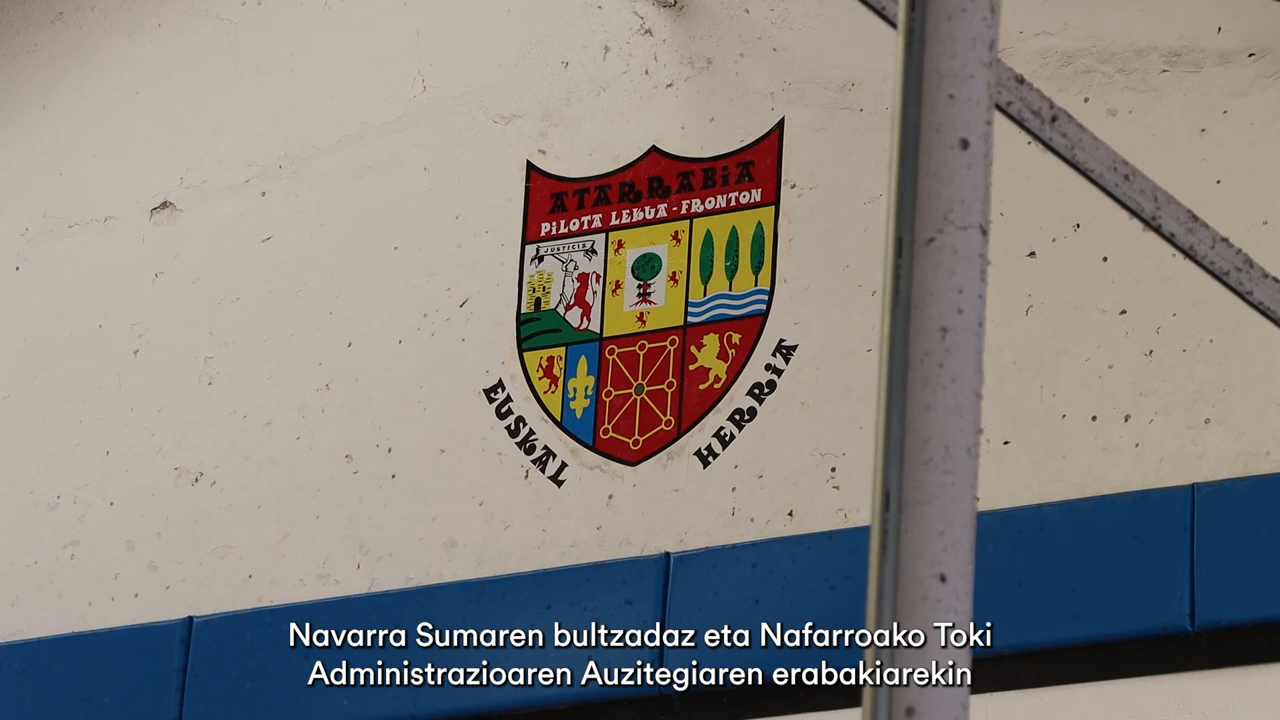 ATARRABiA
PiLOTA LEKUA - FRONTON
JUSTICIA
EUSKAL HERRiA
Navarra Sumaren bultzadaz eta Nafarroako Toki
Administrazioaren Auzitegiaren erabakiarekin